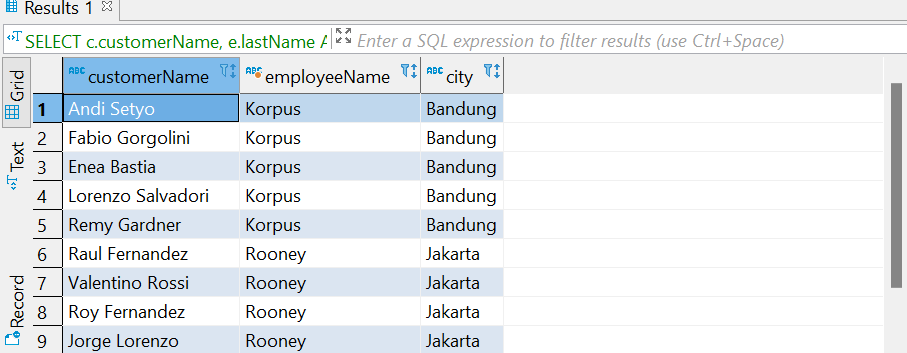 Results 1
SELECT c.customerName, e.lastName A Enter a SQL expression to filter results (use Ctrl+Space)
Grid
Text
Record
ABC customerName ABC employeeName ABC city
1 Andi Setyo Korpus Bandung
2 Fabio Gorgolini Korpus Bandung
3 Enea Bastia Korpus Bandung
4 Lorenzo Salvadori Korpus Bandung
5 Remy Gardner Korpus Bandung
6 Raul Fernandez Rooney Jakarta
7 Valentino Rossi Rooney Jakarta
8 Roy Fernandez Rooney Jakarta
9 Jorge Lorenzo Rooney Jakarta